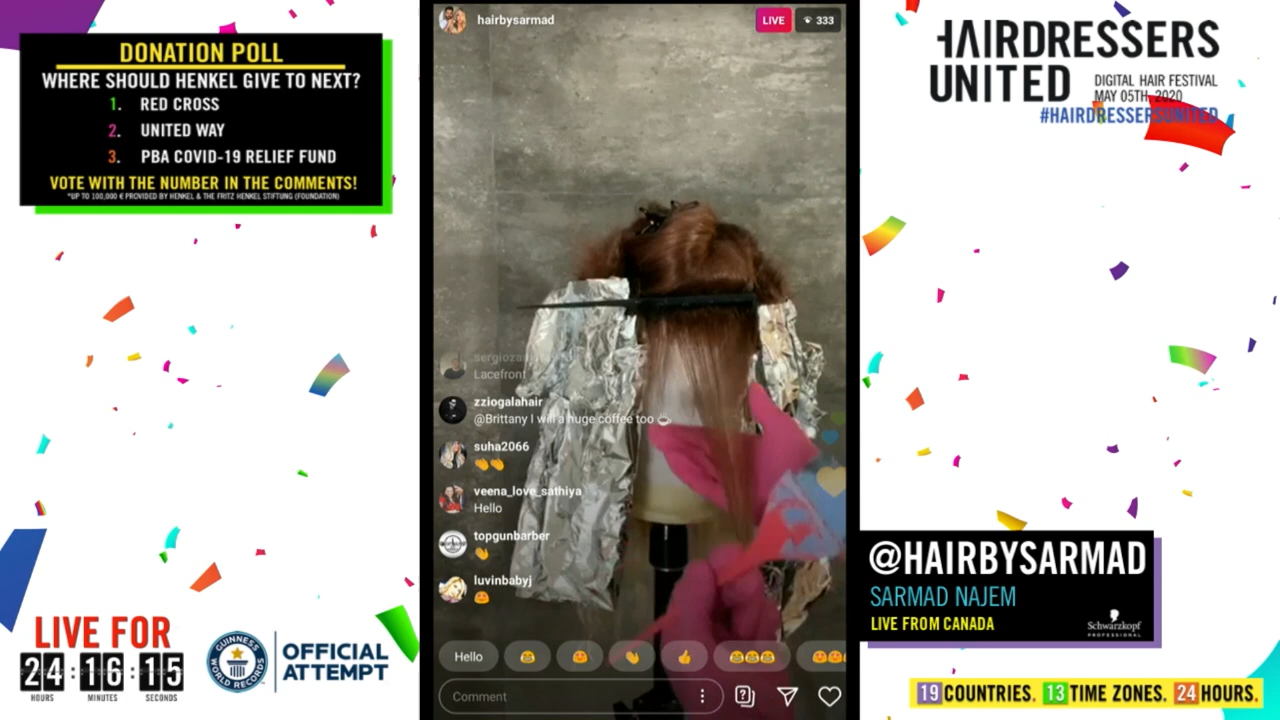 DONATION POLL
WHERE SHOULD HENKEL GIVE TO NEXT?
1. RED CROSS
2. UNITED WAY
3. PBA COVID-19 RELIEF FUND
VOTE WITH THE NUMBER IN THE COMMENTS!
*UP TO 100,000 € PROVIDED BY HENKEL & THE FRITZ HENKEL STIFTUNG (FOUNDATION)
hairbysarmad
LIVE
333
HAIRDRESSERS
UNITED
DIGITAL HAIR FESTIVAL
MAY 05TH, 2020
#HAIRDRESSERSUNITED
Lacefront
zziogalahair
@Brittany I will a huge coffee too
suha2066
veena_love_sathiya
Hello
topgunbarber
luvinbabyj
Hello
Comment
@HAIRBYSARMAD
SARMAD NAJEM
LIVE FROM CANADA
Schwarzkopf
PROFESSIONAL
LIVE FOR
24:16:15
HOURS MINUTES SECONDS
GUINNESS
WORLD RECORDS
OFFICIAL
ATTEMPT
19 COUNTRIES. 13 TIME ZONES. 24 HOURS.